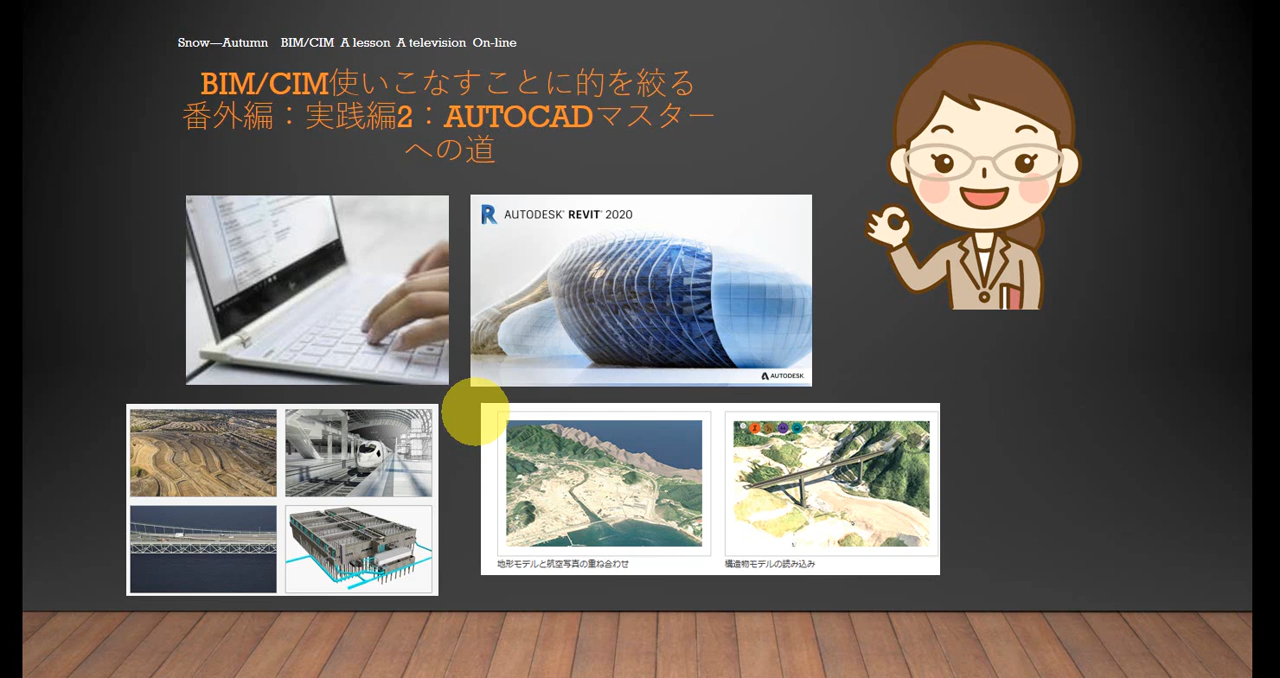 Snow—Autumn BIM/CIM A lesson A television On-line
BIM/CIM使いこなすことに的を絞る
番外編：実践編2：AUTOCADマスター
への道
R AUTODESK® REVIT® 2020
AUTODESK.
地形モデルと航空写真の重ね合わせ
構造物モデルの読み込み